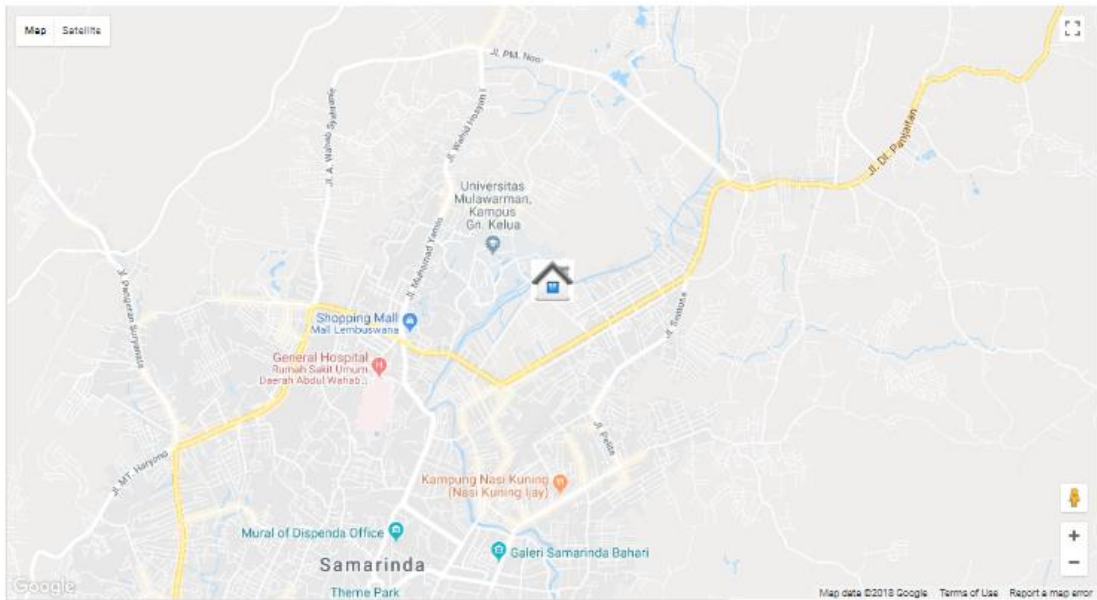 Map Satellite
Jl. PM. Noor
Jl. A. Wahab Syahranie
Jl. Wahid Hasyim I
Jl. DI. Panjaitan
Universitas
Mulawarman,
Kampus
Gn. Kelua
Jl. Muhamad Yamin
Jl. Pangeran Suryanata
Shopping Mall
Mall Lembuswana
General Hospital
Rumah Sakit Umum
Daerah Abdul Wahab...
Jl. MT. Haryono
Jl. Pelita
Kampung Nasi Kuning
(Nasi Kuning Ijay)
Mural of Dispenda Office
Galeri Samarinda Bahari
Samarinda
Theme Park
Google
Map data ©2018 Google Terms of Use Report a map error